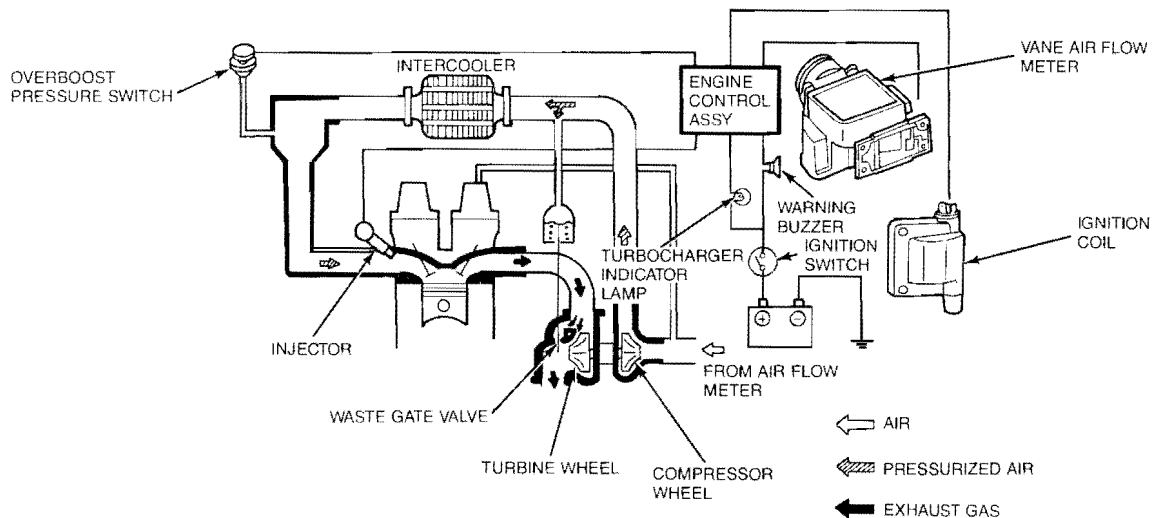 OVERBOOST
PRESSURE SWITCH
INTERCOOLER
ENGINE
CONTROL
ASSY
VANE AIR FLOW
METER
WARNING
BUZZER
IGNITION
COIL
TURBOCHARGER
INDICATOR
LAMP
IGNITION
SWITCH
+
−
INJECTOR
FROM AIR FLOW
METER
WASTE GATE VALVE
TURBINE WHEEL
COMPRESSOR
WHEEL
AIR
PRESSURIZED AIR
EXHAUST GAS